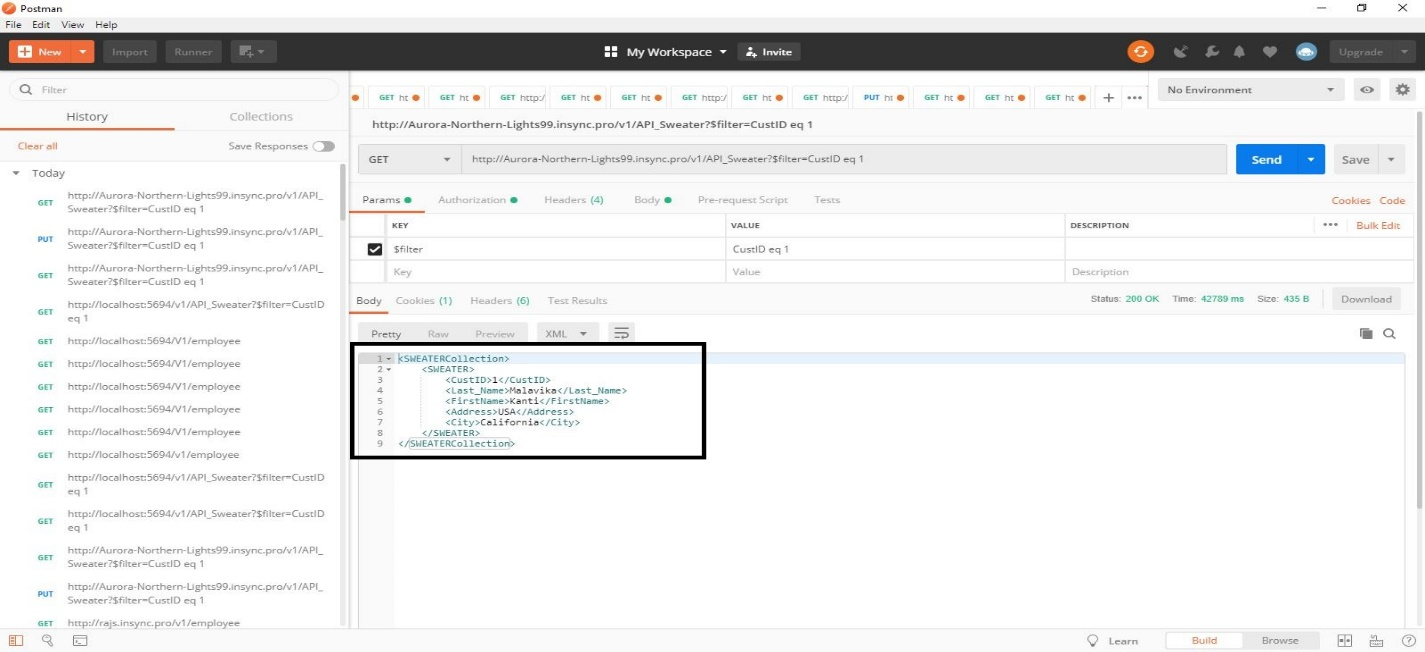 Postman
File Edit View Help
New Import Runner My Workspace Invite Upgrade
Filter
History Collections
Clear all Save Responses
Today
GET http://Aurora-Northern-Lights99.insync.pro/v1/API_
Sweater?$filter=CustID eq 1
PUT http://Aurora-Northern-Lights99.insync.pro/v1/API_
Sweater?$filter=CustID eq 1
GET http://Aurora-Northern-Lights99.insync.pro/v1/API_
Sweater?$filter=CustID eq 1
GET http://localhost:5694/v1/API_Sweater?$filter=CustID
eq 1
GET http://localhost:5694/V1/employee
GET http://localhost:5694/V1/employee
GET http://localhost:5694/V1/employee
GET http://localhost:5694/V1/employee
GET http://localhost:5694/V1/employee
GET http://localhost:5694/v1/employee
GET http://localhost:5694/v1/API_Sweater?$filter=CustID
eq 1
GET http://localhost:5694/v1/API_Sweater?$filter=CustID
eq 1
GET http://Aurora-Northern-Lights99.insync.pro/v1/API_
Sweater?$filter=CustID eq 1
PUT http://Aurora-Northern-Lights99.insync.pro/v1/API_
Sweater?$filter=CustID eq 1
GET http://rajs.insync.pro/v1/employee
GET ht GET ht GET http:/ GET ht GET ht GET http:/ GET ht GET http:/ PUT ht GET ht GET ht GET ht + ••• No Environment
http://Aurora-Northern-Lights99.insync.pro/v1/API_Sweater?$filter=CustID eq 1
GET http://Aurora-Northern-Lights99.insync.pro/v1/API_Sweater?$filter=CustID eq 1 Send Save
Params Authorization Headers (4) Body Pre-request Script Tests Cookies Code
KEY VALUE DESCRIPTION ••• Bulk Edit
$filter CustID eq 1
Key Value Description
Body Cookies (1) Headers (6) Test Results Status: 200 OK Time: 42789 ms Size: 435 B Download
Pretty Raw Preview XML
1 <SWEATERCollection>
2 <SWEATER>
3 <CustID>1</CustID>
4 <Last_Name>Malavika</Last_Name>
5 <FirstName>Kanti</FirstName>
6 <Address>USA</Address>
7 <City>California</City>
8 </SWEATER>
9 </SWEATERCollection>
Learn Build Browse